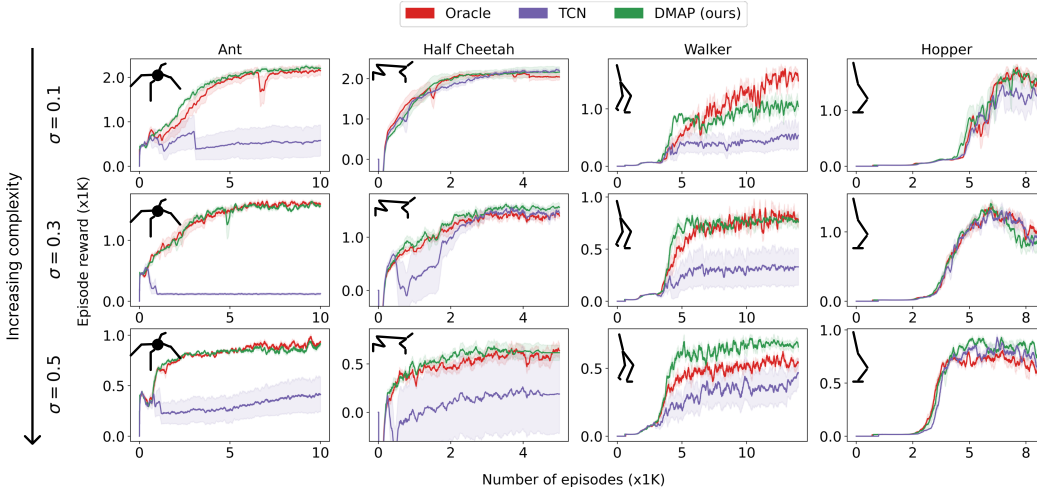 Oracle TCN DMAP (ours)
Ant Half Cheetah Walker Hopper
Increasing complexity
Episode reward (x1K)
σ = 0.1
2.0 1.0 0.0
0 5 10
2.0 1.0 0.0
0 2 4
1.0 0.0
0 5 10
1.0 0.0
0 2 5 8
σ = 0.3
1.0 0.0
0 5 10
1.0 0.0
0 2 4
1.0 0.5 0.0
0 5 10
1.0 0.0
0 2 5 8
σ = 0.5
1.0 0.5 0.0
0 5 10
0.5 0.0
0 2 4
1.0 0.5 0.0
0 5 10
1.0 0.5 0.0
0 2 5 8
Number of episodes (x1K)